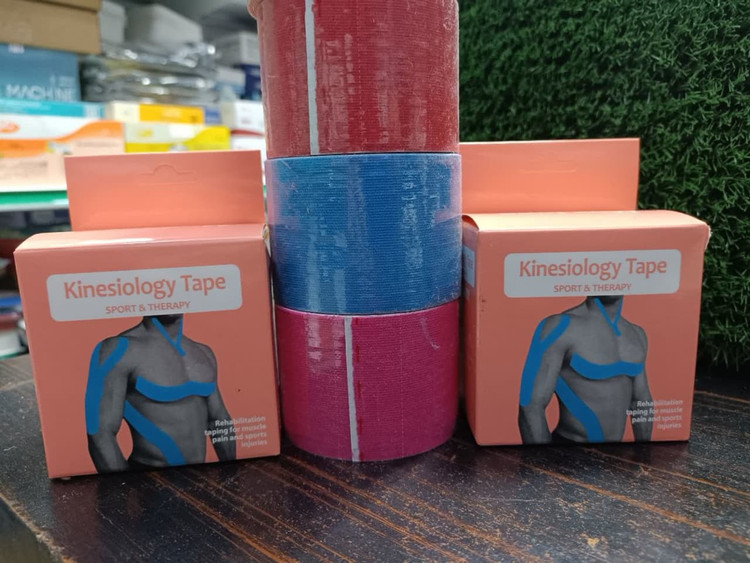 MACHINE
Kinesiology Tape
SPORT & THERAPY
Rehabilitation
taping for muscle
pain and sports
injuries
Kinesiology Tape
SPORT & THERAPY
Rehabilitation
taping for muscle
pain and sports
injuries